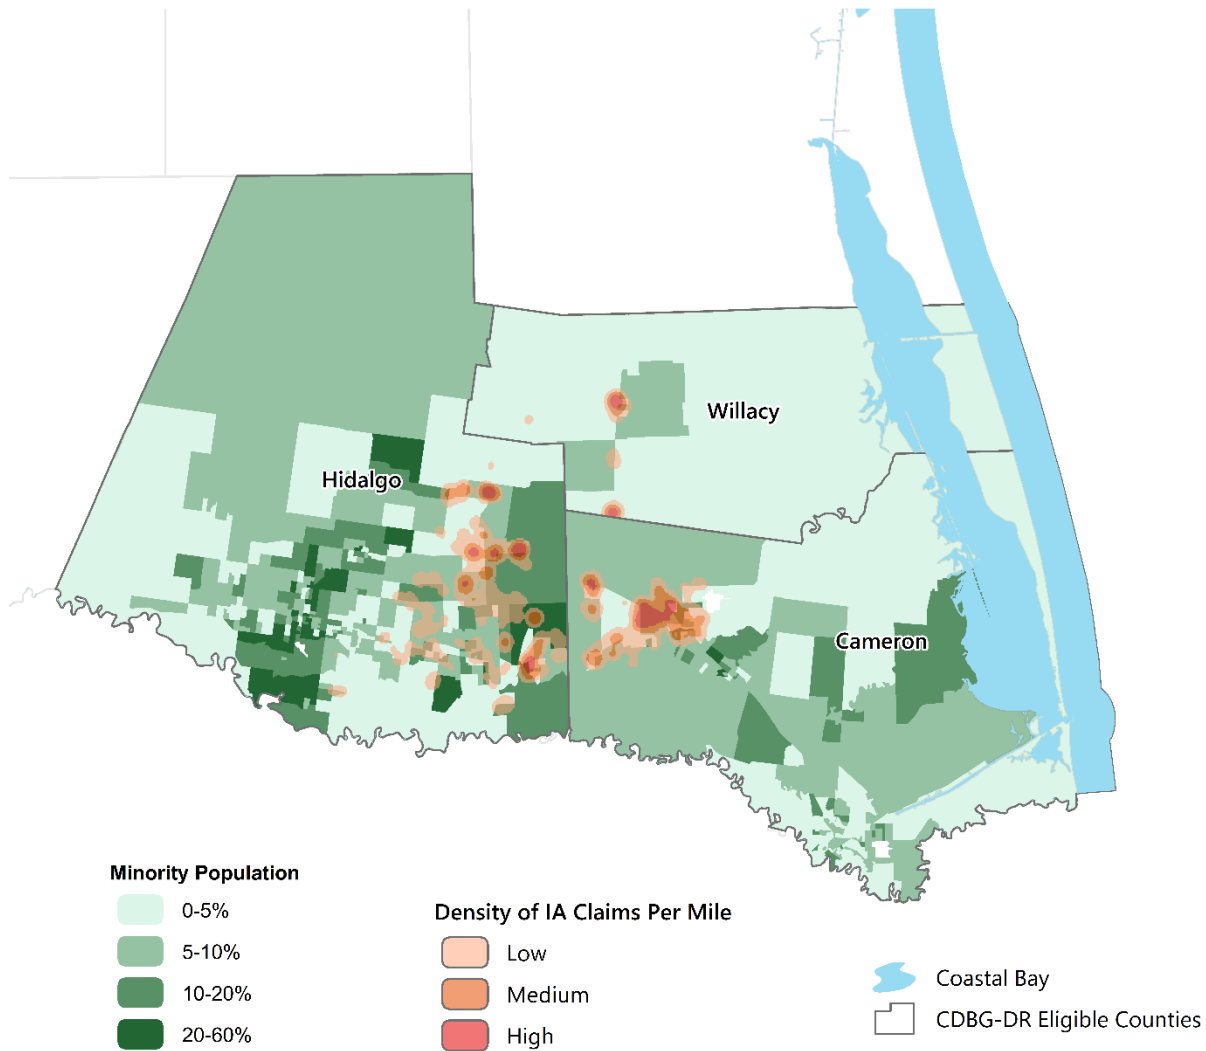 Willacy
Hidalgo
Cameron
Minority Population
0-5%
5-10%
10-20%
20-60%
Density of IA Claims Per Mile
Low
Medium
High
Coastal Bay
CDBG-DR Eligible Counties